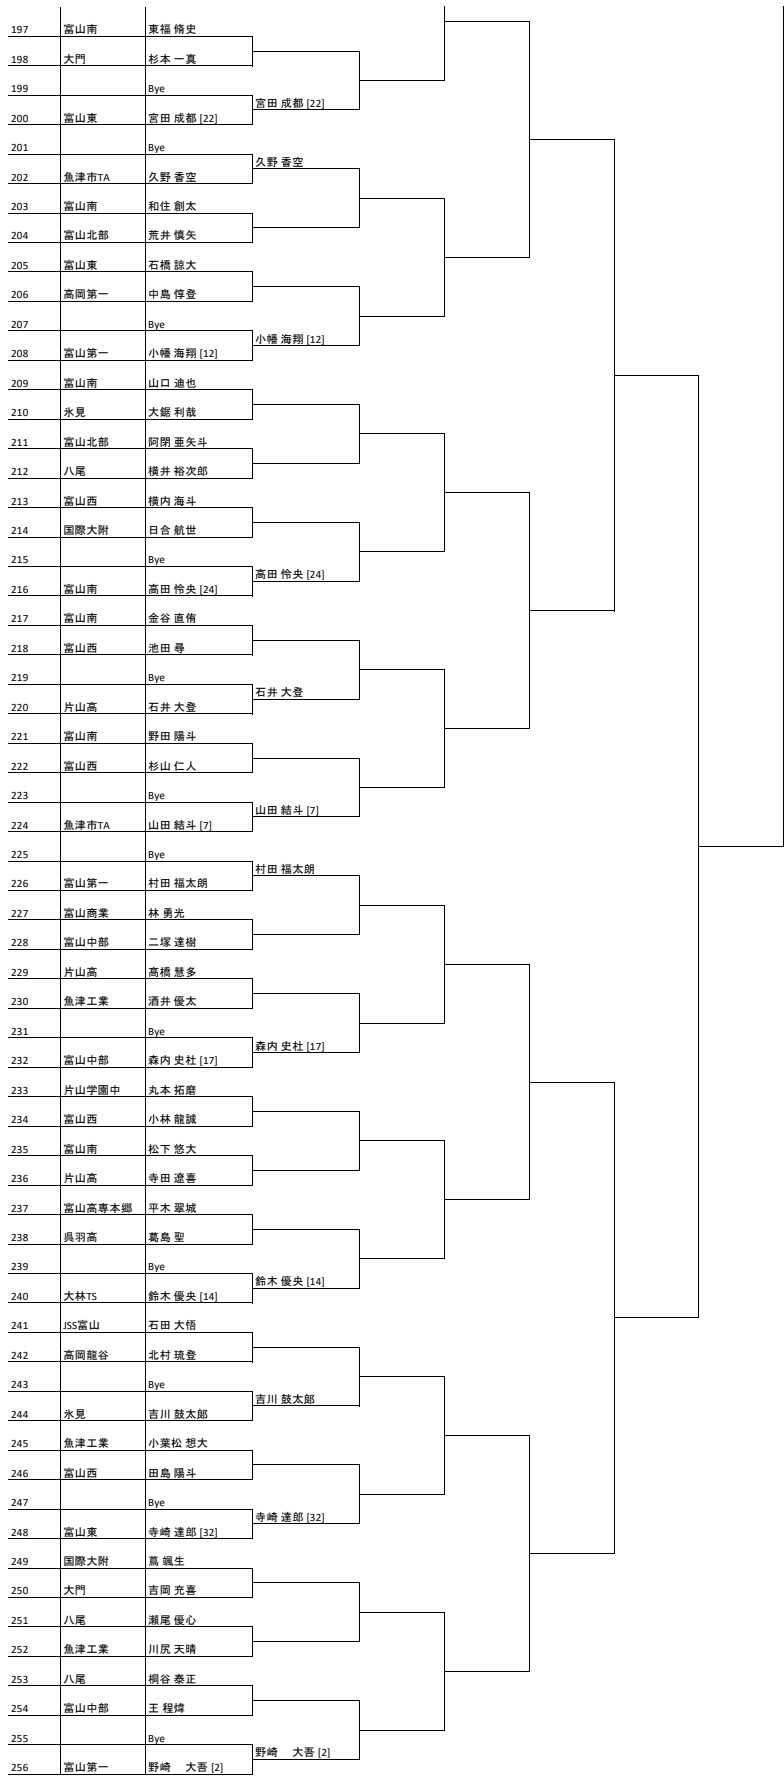 197 富山南 東福 脩史
198 大門 杉本 一真
199 Bye
宮田 成都 [22]
200 富山東 宮田 成都 [22]
201 Bye
久野 香空
202 魚津市TA 久野 香空
203 富山南 和住 創太
204 富山北部 荒井 慎矢
205 富山東 石橋 諒大
206 高岡第一 中島 惇登
207 Bye
小幡 海翔 [12]
208 富山第一 小幡 海翔 [12]
209 富山南 山口 迪也
210 氷見 大鋸 利哉
211 富山北部 阿閉 亜矢斗
212 八尾 横井 裕次郎
213 富山西 横内 海斗
214 国際大附 日合 航世
215 Bye
高田 怜央 [24]
216 富山南 高田 怜央 [24]
217 富山南 金谷 直侑
218 富山西 池田 尋
219 Bye
石井 大登
220 片山高 石井 大登
221 富山南 野田 陽斗
222 富山西 杉山 仁人
223 Bye
山田 結斗 [7]
224 魚津市TA 山田 結斗 [7]
225 Bye
村田 福太朗
226 富山第一 村田 福太朗
227 富山商業 林 勇光
228 富山中部 二塚 達樹
229 片山高 髙橋 慧多
230 魚津工業 酒井 優太
231 Bye
森内 史杜 [17]
232 富山中部 森内 史杜 [17]
233 片山学園中 丸本 拓磨
234 富山西 小林 龍誠
235 富山南 松下 悠大
236 片山高 寺田 遼喜
237 富山高専本郷 平木 翠城
238 呉羽高 葛島 聖
239 Bye
鈴木 優央 [14]
240 大林TS 鈴木 優央 [14]
241 JSS富山 石田 大悟
242 高岡龍谷 北村 琉登
243 Bye
吉川 鼓太郎
244 氷見 吉川 鼓太郎
245 魚津工業 小葉松 想大
246 富山西 田島 陽斗
247 Bye
寺崎 達郎 [32]
248 富山東 寺崎 達郎 [32]
249 国際大附 蔦 颯生
250 大門 吉岡 充喜
251 八尾 瀬尾 優心
252 魚津工業 川尻 天晴
253 八尾 桐谷 泰正
254 富山中部 王 程煒
255 Bye
野崎 大吾 [2]
256 富山第一 野崎 大吾 [2]